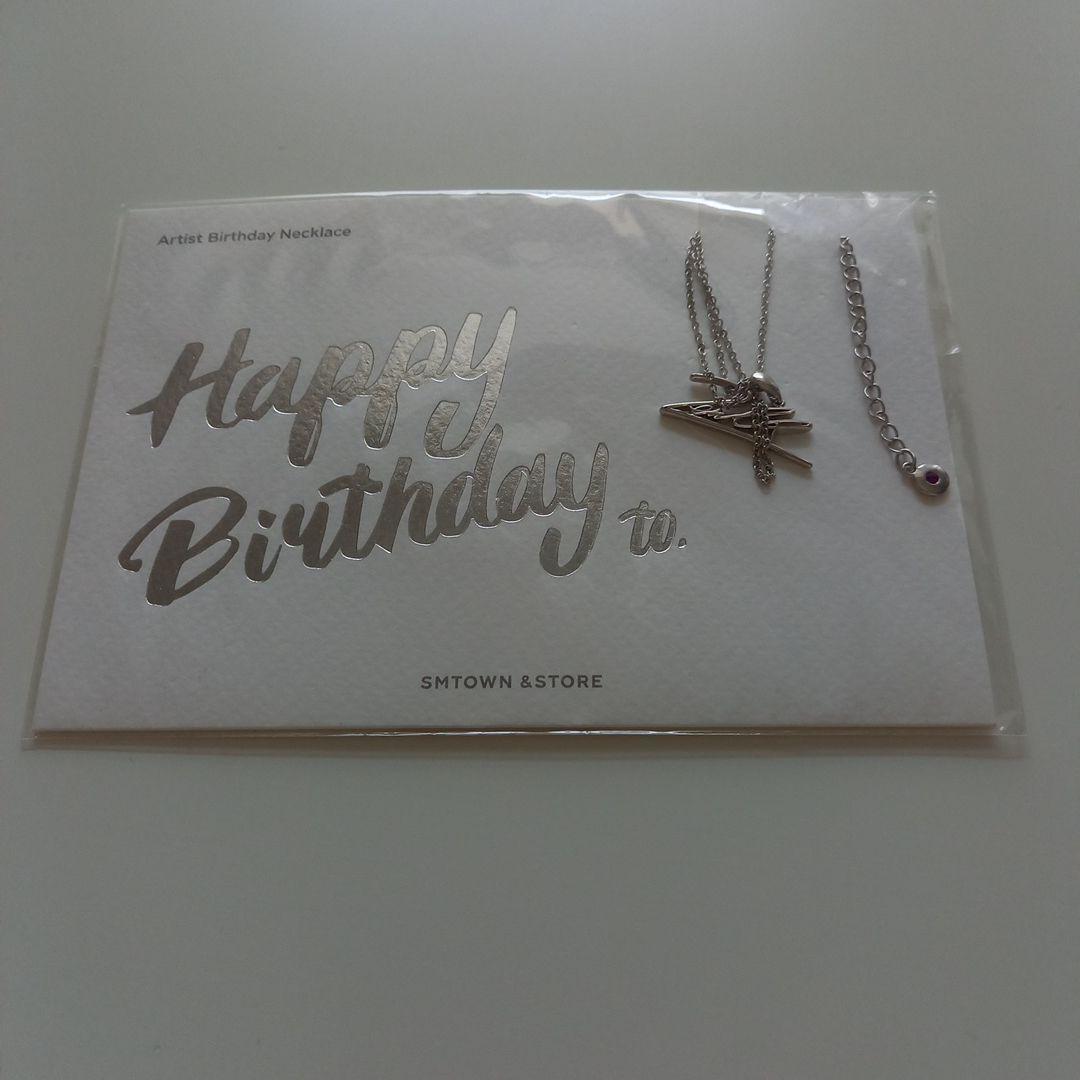 Artist Birthday Necklace
Happy
Birthday to.
SMTOWN &STORE